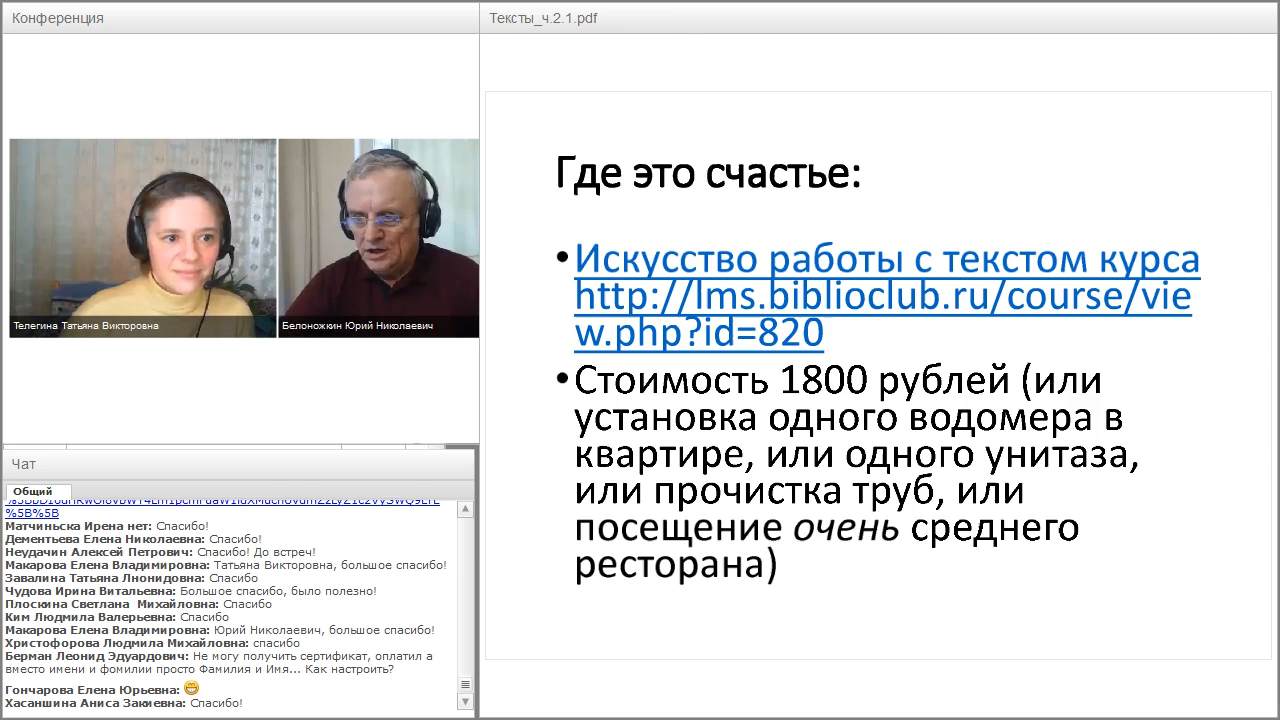 Конференция
Тексты_ч.2.1.pdf
Телегина Татьяна Викторовна
Белоножкин Юрий Николаевич
Где это счастье:
•Искусство работы с текстом курса
http://lms.biblioclub.ru/course/vie
w.php?id=820
•Стоимость 1800 рублей (или
установка одного водомера в
квартире, или одного унитаза,
или прочистка труб, или
посещение очень среднего
ресторана)
Чат
Общий
%5B%5B
Матчиньска Ирена нет: Спасибо!
Дементьева Елена Николаевна: Спасибо!
Неудачин Алексей Петрович: Спасибо! До встреч!
Макарова Елена Владимировна: Татьяна Викторовна, большое спасибо!
Завалина Татьяна Лнонидовна: Спасибо
Чудова Ирина Витальевна: Большое спасибо, было полезно!
Плоскина Светлана Михайловна: Спасибо
Ким Людмила Валерьевна: Спасибо
Макарова Елена Владимировна: Юрий Николаевич, большое спасибо!
Христофорова Людмила Михайловна: спасибо
Берман Леонид Эдуардович: Не могу получить сертификат, оплатил а
вместо имени и фомилии просто Фамилия и Имя... Как настроить?
Гончарова Елена Юрьевна:
Хасаншина Аниса Закиевна: Спасибо!